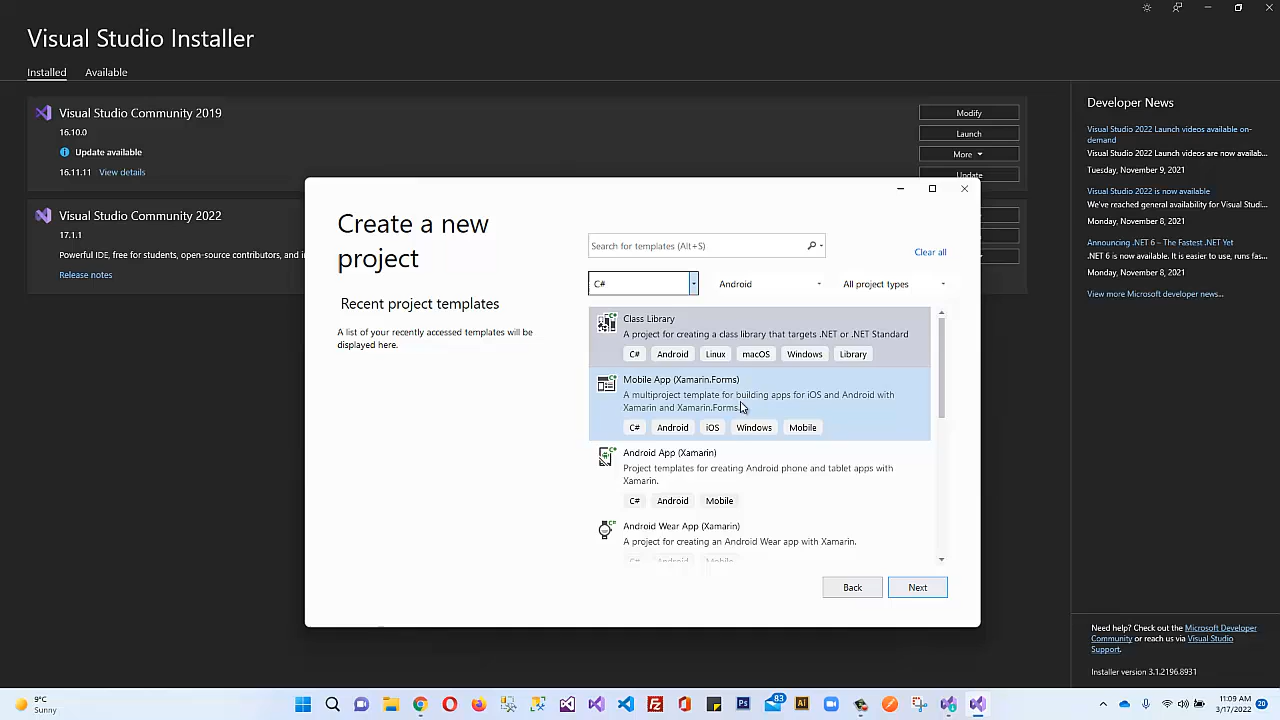 Visual Studio Installer
Installed Available
Visual Studio Community 2019
16.10.0
Update available
16.11.11 View details
Modify
Launch
More
Update
Visual Studio Community 2022
17.1.1
Powerful IDE, free for students, open-source contributors, and i
Release notes
Developer News
Visual Studio 2022 Launch videos available on-
demand
Visual Studio 2022 Launch videos are now availab...
Tuesday, November 9, 2021
Visual Studio 2022 is now available
We've reached general availability for Visual Studi...
Monday, November 8, 2021
Announcing .NET 6 – The Fastest .NET Yet
.NET 6 is now available. It is easier to use, runs fas...
Monday, November 8, 2021
View more Microsoft developer news...
Create a new
project
Recent project templates
A list of your recently accessed templates will be
displayed here.
Search for templates (Alt+S)
Clear all
C# Android All project types
Class Library
A project for creating a class library that targets .NET or .NET Standard
C# Android Linux macOS Windows Library
Mobile App (Xamarin.Forms)
A multiproject template for building apps for iOS and Android with
Xamarin and Xamarin.Forms.
C# Android iOS Windows Mobile
Android App (Xamarin)
Project templates for creating Android phone and tablet apps with
Xamarin.
C# Android Mobile
Android Wear App (Xamarin)
A project for creating an Android Wear app with Xamarin.
C# Android Mobile
Back Next
Need help? Check out the Microsoft Developer
Community or reach us via Visual Studio
Support.
Installer version 3.1.2196.8931
9°C
Sunny
83
11:09 AM
3/17/2022
20